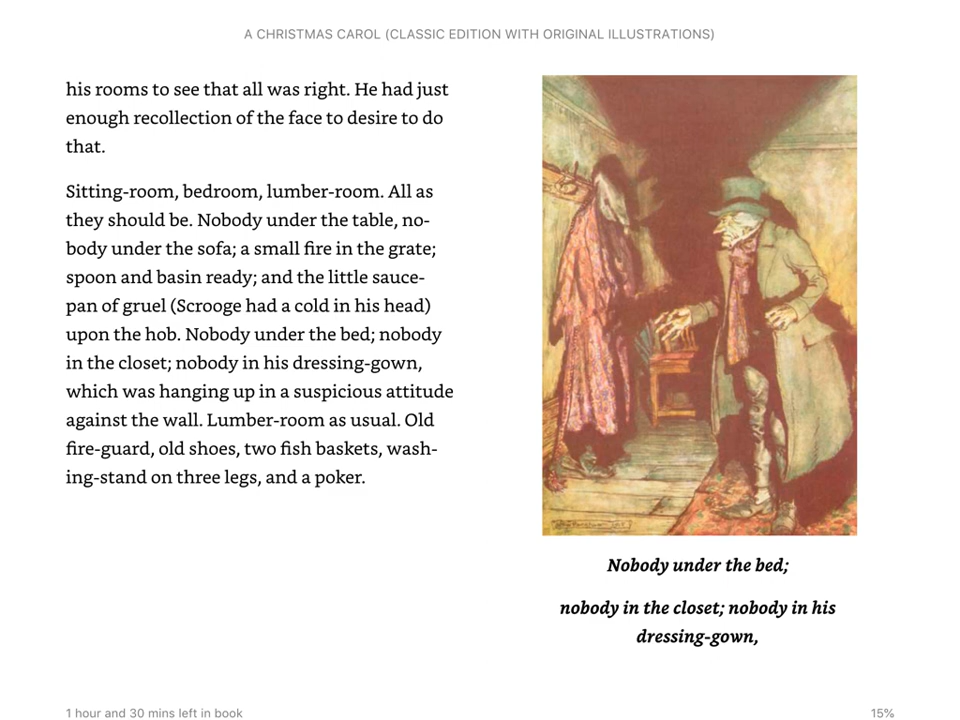 A CHRISTMAS CAROL (CLASSIC EDITION WITH ORIGINAL ILLUSTRATIONS)
his rooms to see that all was right. He had just
enough recollection of the face to desire to do
that.
Sitting-room, bedroom, lumber-room. All as
they should be. Nobody under the table, no-
body under the sofa; a small fire in the grate;
spoon and basin ready; and the little sauce-
pan of gruel (Scrooge had a cold in his head)
upon the hob. Nobody under the bed; nobody
in the closet; nobody in his dressing-gown,
which was hanging up in a suspicious attitude
against the wall. Lumber-room as usual. Old
fire-guard, old shoes, two fish baskets, wash-
ing-stand on three legs, and a poker.
Nobody under the bed;
nobody in the closet; nobody in his
dressing-gown,
1 hour and 30 mins left in book
15%